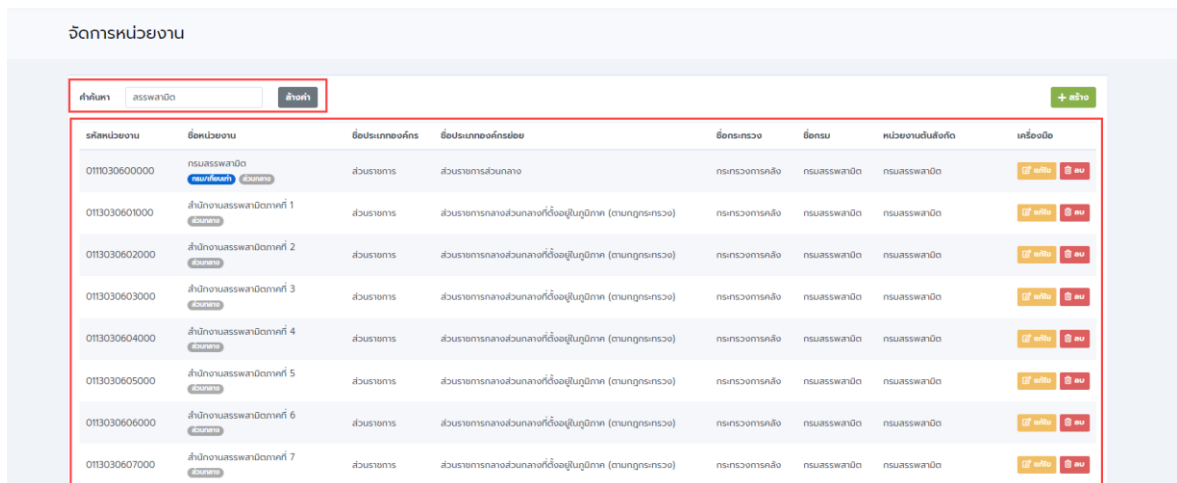 จัดการหน่วยงาน
คำค้นหา สรรพสามิต ล้างค่า + สร้าง
รหัสหน่วยงาน ชื่อหน่วยงาน ชื่อประเภทองค์กร ชื่อประเภทองค์กรย่อย ชื่อกระทรวง ชื่อกรม หน่วยงานต้นสังกัด เครื่องมือ
0111030600000 กรมสรรพสามิต ส่วนราชการ ส่วนราชการส่วนกลาง กระทรวงการคลัง กรมสรรพสามิต กรมสรรพสามิต แก้ไข ลบ
กรม/เทียบเท่า ส่วนกลาง
0113030601000 สำนักงานสรรพสามิตภาคที่ 1 ส่วนราชการ ส่วนราชการกลางส่วนกลางที่ตั้งอยู่ในภูมิภาค (ตามกฎกระทรวง) กระทรวงการคลัง กรมสรรพสามิต กรมสรรพสามิต แก้ไข ลบ
ส่วนกลาง
0113030602000 สำนักงานสรรพสามิตภาคที่ 2 ส่วนราชการ ส่วนราชการกลางส่วนกลางที่ตั้งอยู่ในภูมิภาค (ตามกฎกระทรวง) กระทรวงการคลัง กรมสรรพสามิต กรมสรรพสามิต แก้ไข ลบ
ส่วนกลาง
0113030603000 สำนักงานสรรพสามิตภาคที่ 3 ส่วนราชการ ส่วนราชการกลางส่วนกลางที่ตั้งอยู่ในภูมิภาค (ตามกฎกระทรวง) กระทรวงการคลัง กรมสรรพสามิต กรมสรรพสามิต แก้ไข ลบ
ส่วนกลาง
0113030604000 สำนักงานสรรพสามิตภาคที่ 4 ส่วนราชการ ส่วนราชการกลางส่วนกลางที่ตั้งอยู่ในภูมิภาค (ตามกฎกระทรวง) กระทรวงการคลัง กรมสรรพสามิต กรมสรรพสามิต แก้ไข ลบ
ส่วนกลาง
0113030605000 สำนักงานสรรพสามิตภาคที่ 5 ส่วนราชการ ส่วนราชการกลางส่วนกลางที่ตั้งอยู่ในภูมิภาค (ตามกฎกระทรวง) กระทรวงการคลัง กรมสรรพสามิต กรมสรรพสามิต แก้ไข ลบ
ส่วนกลาง
0113030606000 สำนักงานสรรพสามิตภาคที่ 6 ส่วนราชการ ส่วนราชการกลางส่วนกลางที่ตั้งอยู่ในภูมิภาค (ตามกฎกระทรวง) กระทรวงการคลัง กรมสรรพสามิต กรมสรรพสามิต แก้ไข ลบ
ส่วนกลาง
0113030607000 สำนักงานสรรพสามิตภาคที่ 7 ส่วนราชการ ส่วนราชการกลางส่วนกลางที่ตั้งอยู่ในภูมิภาค (ตามกฎกระทรวง) กระทรวงการคลัง กรมสรรพสามิต กรมสรรพสามิต แก้ไข ลบ
ส่วนกลาง